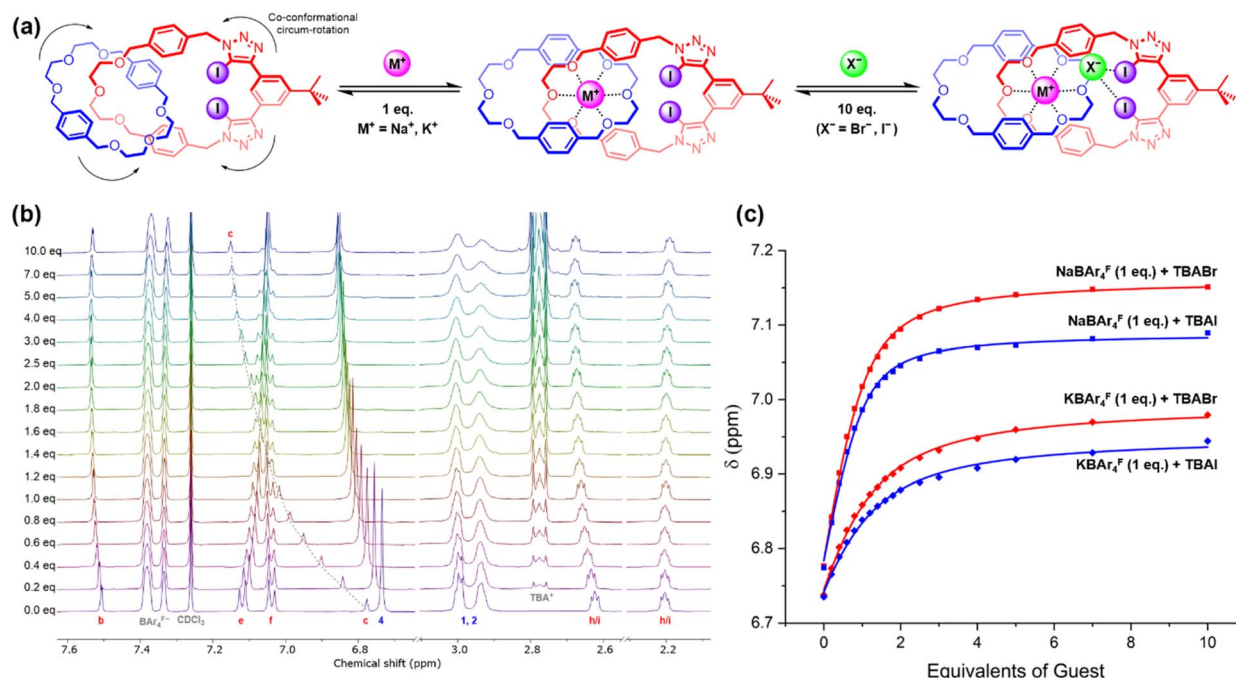 (a)
Co-conformational
circum-rotation
O O O O O O O O
N N N
N N N
I
I
M⁺
1 eq.
M⁺ = Na⁺, K⁺
M⁺
I
I
N N N
N N N
X⁻
10 eq.
(X⁻ = Br⁻, I⁻)
M⁺
X⁻
I
I
N N N
N N N
(b)
10.0 eq
7.0 eq
5.0 eq
4.0 eq
3.0 eq
2.5 eq
2.0 eq
1.8 eq
1.6 eq
1.4 eq
1.2 eq
1.0 eq
0.8 eq
0.6 eq
0.4 eq
0.2 eq
0.0 eq
c
b
BAr₄F⁻
CDCl₃
e
f
c
4
1, 2
TBA⁺
h/i
h/i
7.6 7.4 7.2 7.0 6.8 3.0 2.8 2.6 2.2
Chemical shift (ppm)
(c)
NaBAr₄F (1 eq.) + TBABr
NaBAr₄F (1 eq.) + TBAI
KBAr₄F (1 eq.) + TBABr
KBAr₄F (1 eq.) + TBAI
δ (ppm)
7.2
7.1
7.0
6.9
6.8
6.7
0 2 4 6 8 10
Equivalents of Guest